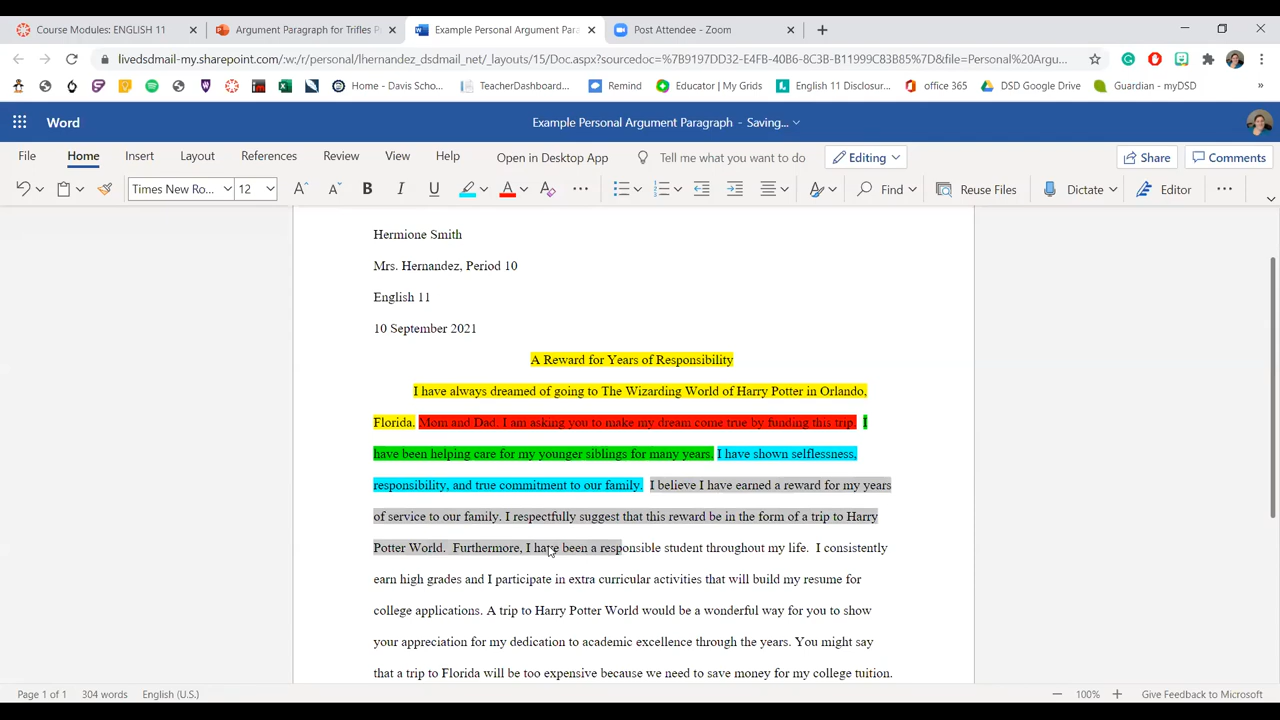 Course Modules: ENGLISH 11
Argument Paragraph for Trifles P
Example Personal Argument Para
Post Attendee - Zoom
livedsdmail-my.sharepoint.com/:w:/r/personal/lhernandez_dsdmail_net/_layouts/15/Doc.aspx?sourcedoc=%7B9197DD32-E4FB-40B6-8C3B-B11999C83B85%7D&file=Personal%20Argu...
Home - Davis Scho...
TeacherDashboard...
Remind
Educator | My Grids
English 11 Disclosur...
office 365
DSD Google Drive
Guardian - myDSD
Word
Example Personal Argument Paragraph - Saving...
File Home Insert Layout References Review View Help Open in Desktop App Tell me what you want to do Editing Share Comments
Times New Ro... 12 B I U A Find Reuse Files Dictate Editor
Hermione Smith
Mrs. Hernandez, Period 10
English 11
10 September 2021
A Reward for Years of Responsibility
I have always dreamed of going to The Wizarding World of Harry Potter in Orlando,
Florida. Mom and Dad, I am asking you to make my dream come true by funding this trip. I
have been helping care for my younger siblings for many years. I have shown selflessness,
responsibility, and true commitment to our family. I believe I have earned a reward for my years
of service to our family. I respectfully suggest that this reward be in the form of a trip to Harry
Potter World. Furthermore, I have been a responsible student throughout my life. I consistently
earn high grades and I participate in extra curricular activities that will build my resume for
college applications. A trip to Harry Potter World would be a wonderful way for you to show
your appreciation for my dedication to academic excellence through the years. You might say
that a trip to Florida will be too expensive because we need to save money for my college tuition.
Page 1 of 1 304 words English (U.S.) 100% Give Feedback to Microsoft